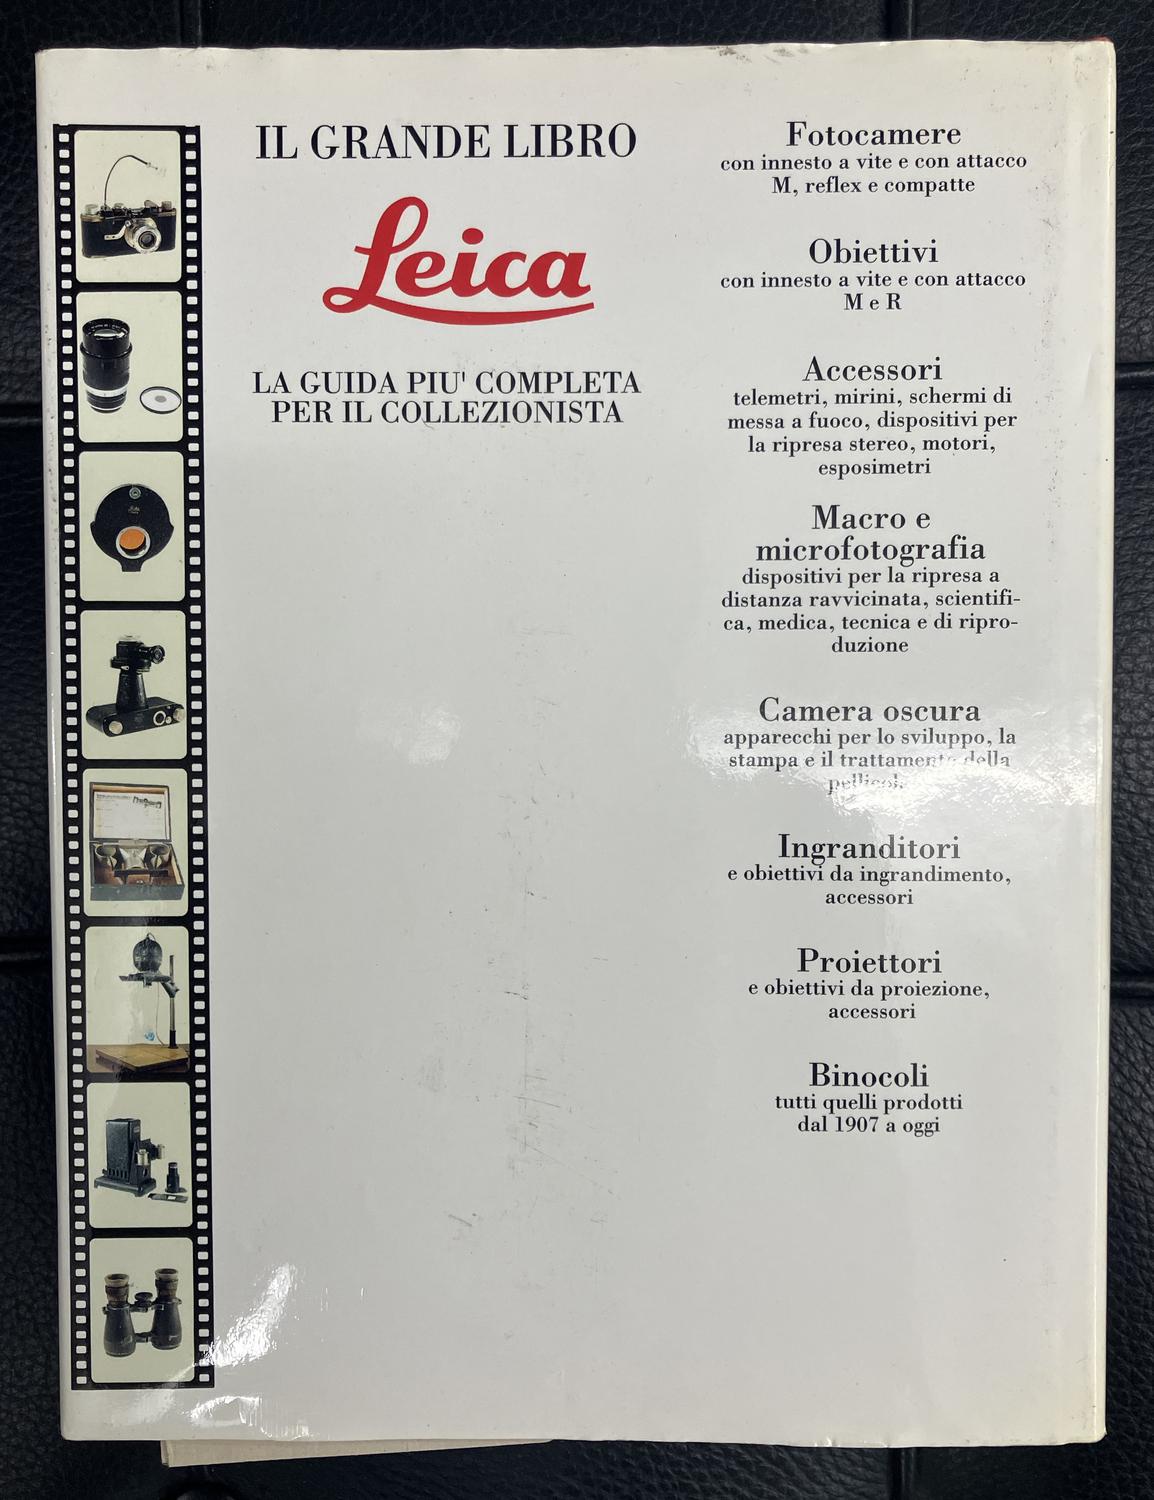 IL GRANDE LIBRO
Leica
LA GUIDA PIU' COMPLETA
PER IL COLLEZIONISTA
Fotocamere
con innesto a vite e con attacco
M, reflex e compatte
Obiettivi
con innesto a vite e con attacco
M e R
Accessori
telemetri, mirini, schermi di
messa a fuoco, dispositivi per
la ripresa stereo, motori,
esposimetri
Macro e
microfotografia
dispositivi per la ripresa a
distanza ravvicinata, scientifi-
ca, medica, tecnica e di ripro-
duzione
Camera oscura
apparecchi per lo sviluppo, la
stampa e il trattamento della
Ingranditori
e obiettivi da ingrandimento,
accessori
Proiettori
e obiettivi da proiezione,
accessori
Binocoli
tutti quelli prodotti
dal 1907 a oggi